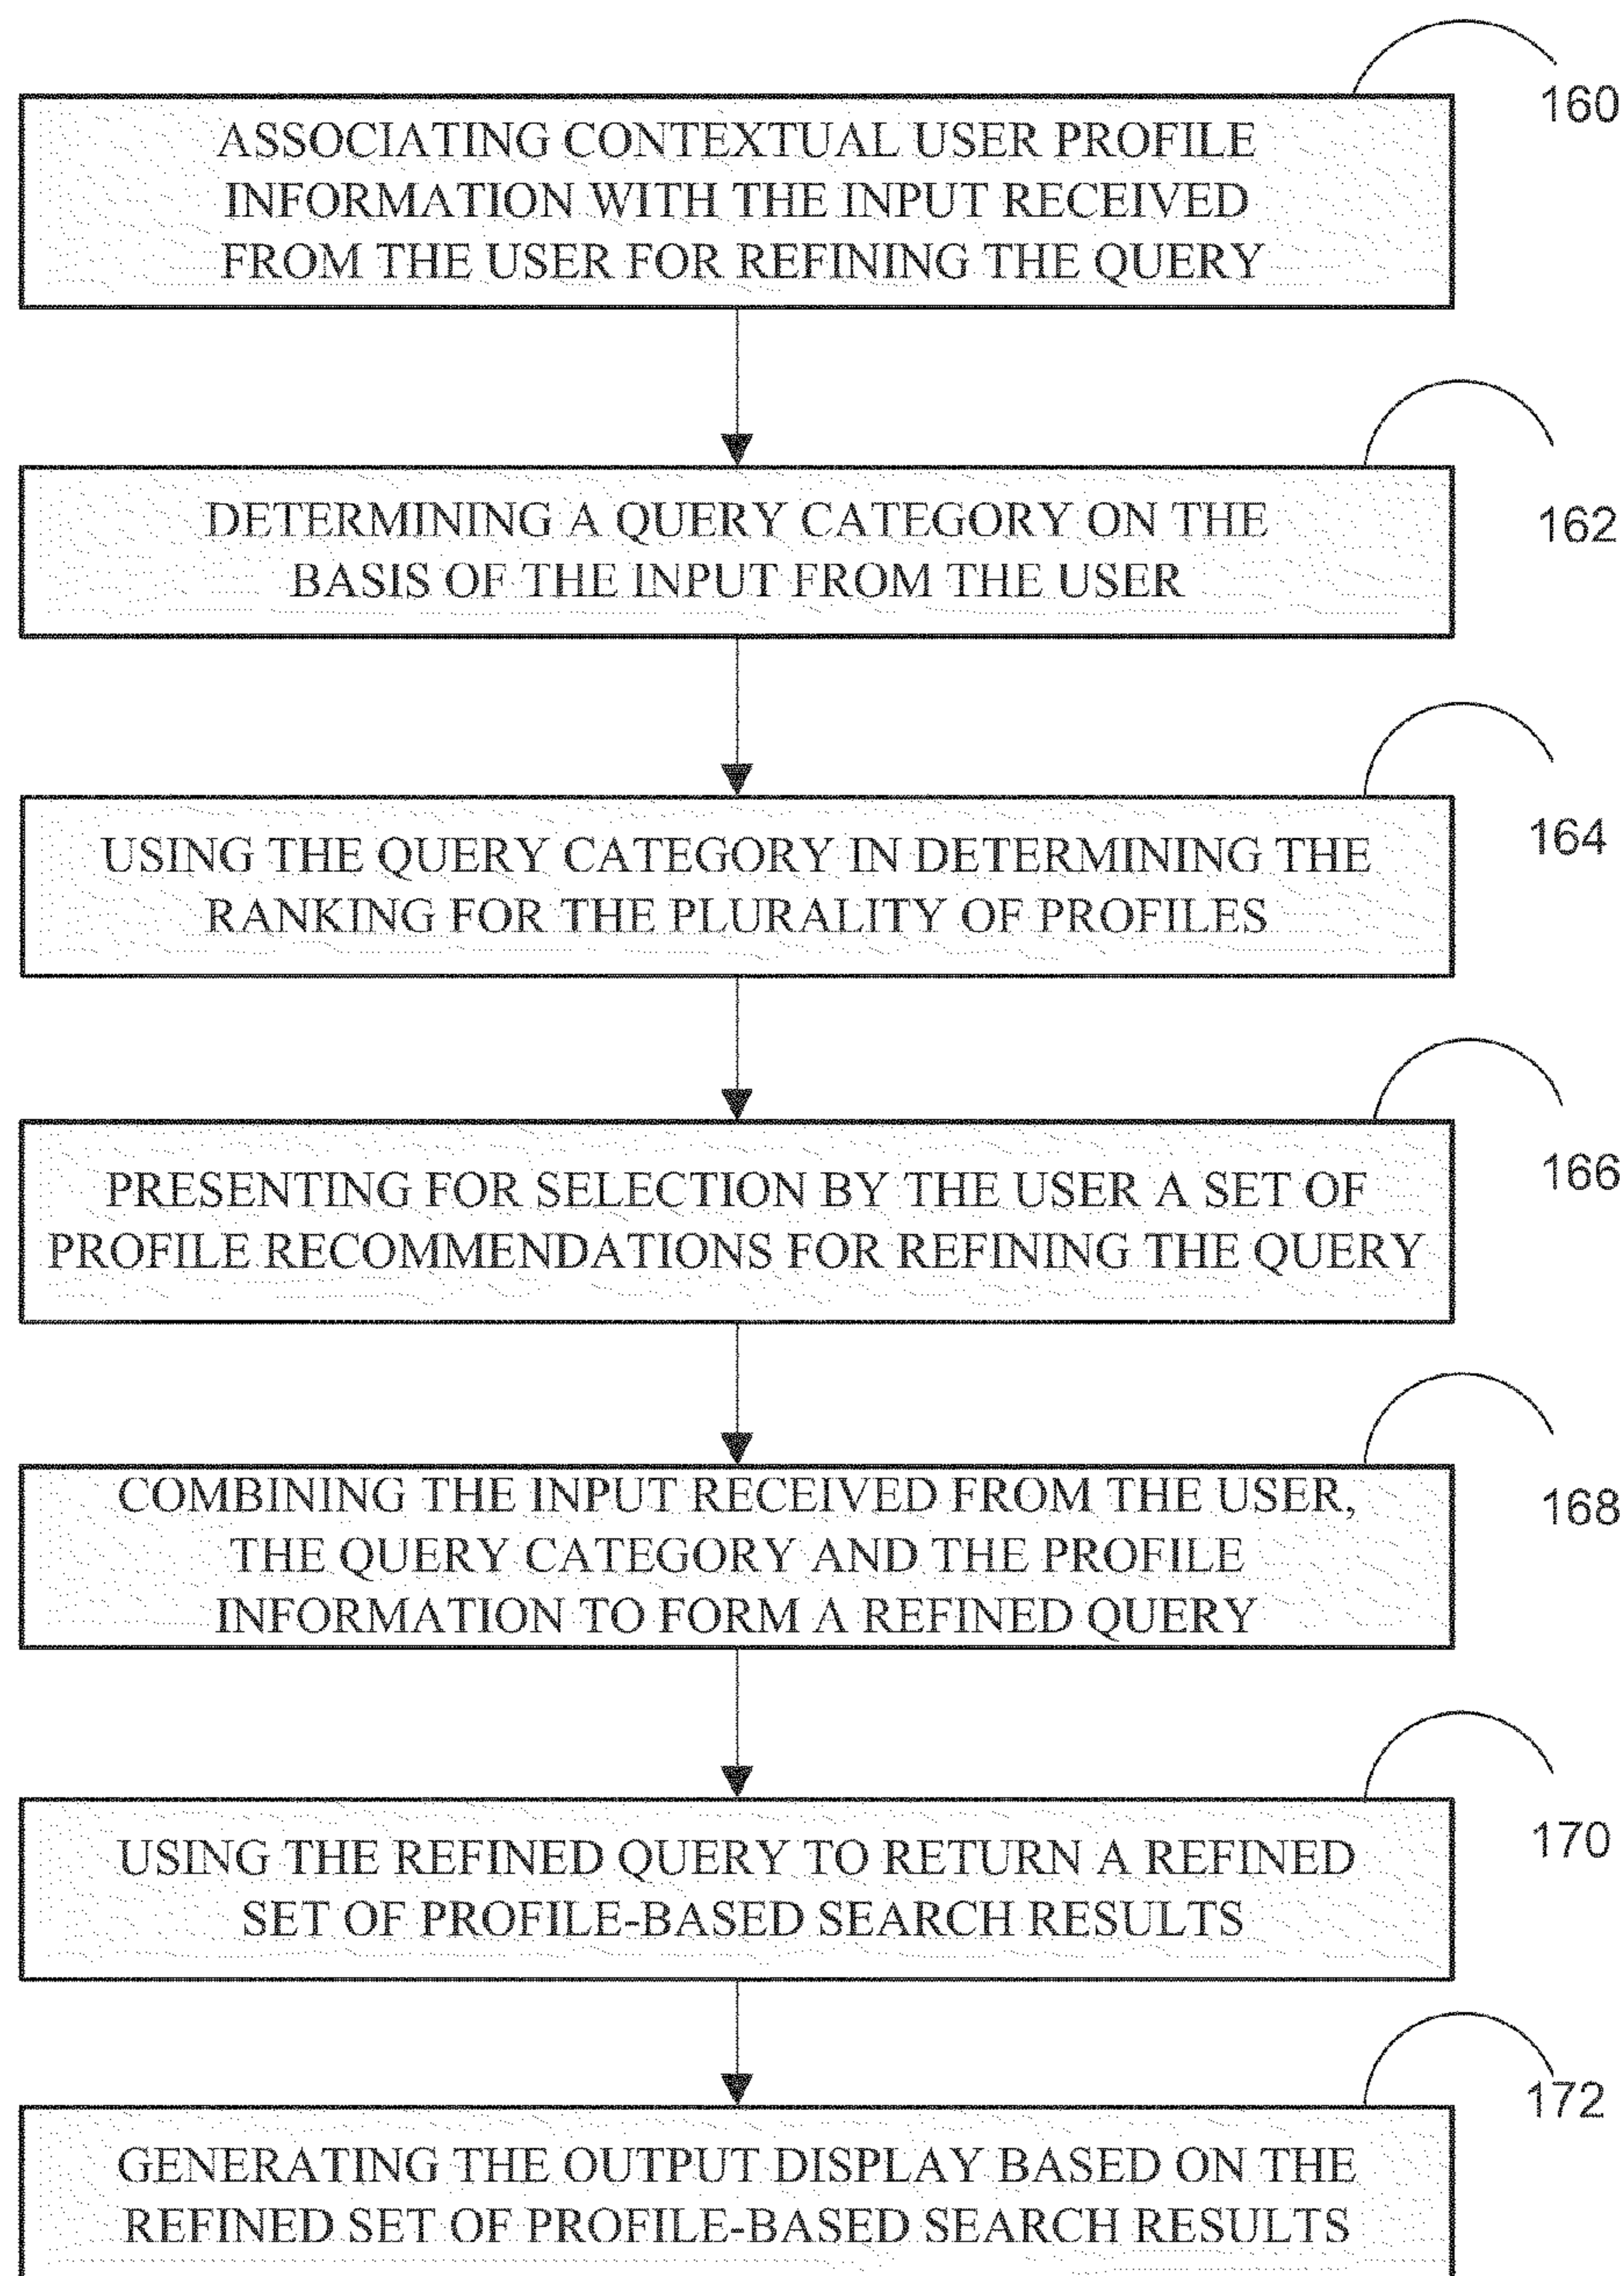 160
ASSOCIATING CONTEXTUAL USER PROFILE
INFORMATION WITH THE INPUT RECEIVED
FROM THE USER FOR REFINING THE QUERY
162
DETERMINING A QUERY CATEGORY ON THE
BASIS OF THE INPUT FROM THE USER
164
USING THE QUERY CATEGORY IN DETERMINING THE
RANKING FOR THE PLURALITY OF PROFILES
166
PRESENTING FOR SELECTION BY THE USER A SET OF
PROFILE RECOMMENDATIONS FOR REFINING THE QUERY
168
COMBINING THE INPUT RECEIVED FROM THE USER,
THE QUERY CATEGORY AND THE PROFILE
INFORMATION TO FORM A REFINED QUERY
170
USING THE REFINED QUERY TO RETURN A REFINED
SET OF PROFILE-BASED SEARCH RESULTS
172
GENERATING THE OUTPUT DISPLAY BASED ON THE
REFINED SET OF PROFILE-BASED SEARCH RESULTS